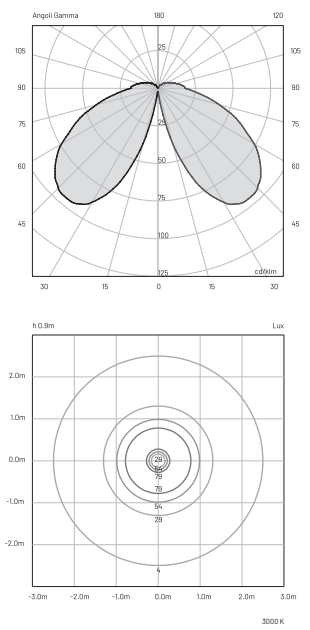 Angoli Gamma 180 120
105 25 105
90 90
75 25 75
60 50 60
75
45 100 45
125 cd/klm
30 15 0 15 30
h 0.9m Lux
2.0m
1.0m
0.0m 29
54
79
79
-1.0m 54
29
-2.0m
4
-3.0m -2.0m -1.0m 0.0m 1.0m 2.0m 3.0m
3000 K